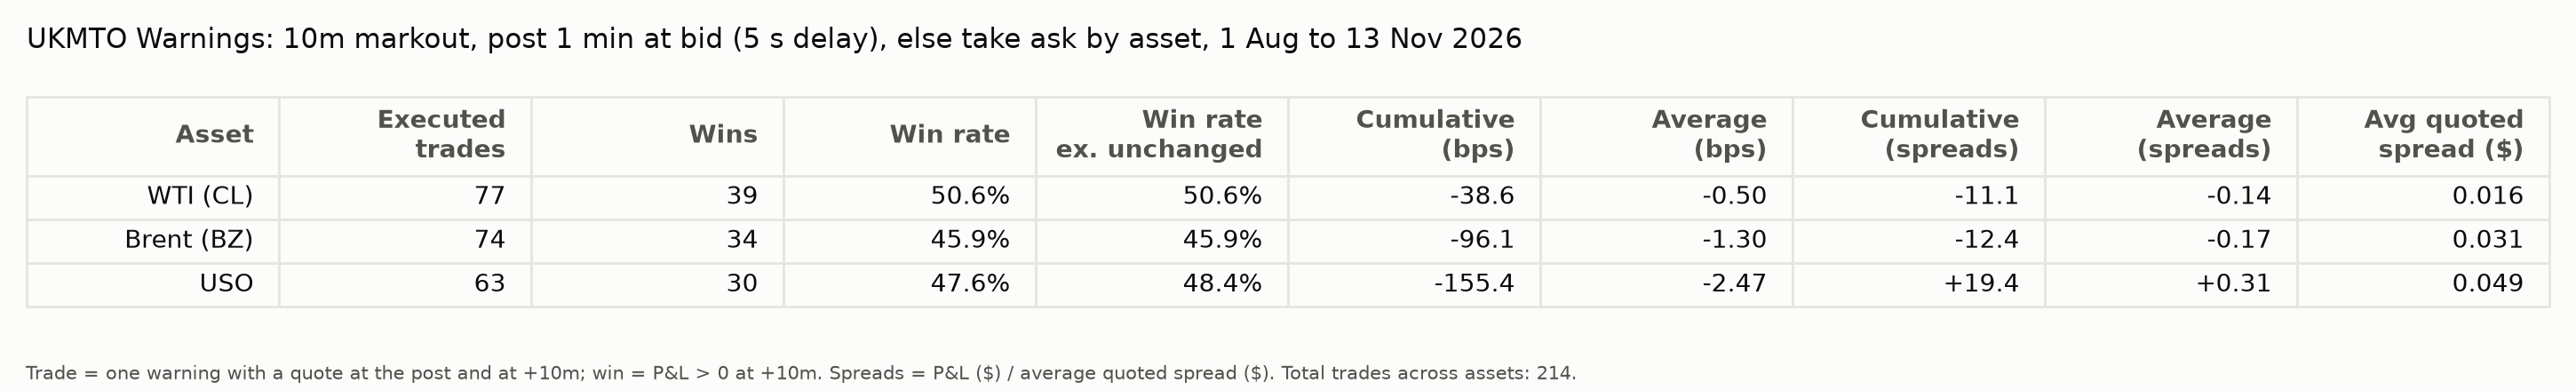 UKMTO Warnings: 10m markout, post 1 min at bid (5 s delay), else take ask by asset, 1 Aug to 13 Nov 2026
Asset Executed trades Wins Win rate Win rate ex. unchanged Cumulative (bps) Average (bps) Cumulative (spreads) Average (spreads) Avg quoted spread ($)
WTI (CL) 77 39 50.6% 50.6% -38.6 -0.50 -11.1 -0.14 0.016
Brent (BZ) 74 34 45.9% 45.9% -96.1 -1.30 -12.4 -0.17 0.031
USO 63 30 47.6% 48.4% -155.4 -2.47 +19.4 +0.31 0.049
Trade = one warning with a quote at the post and at +10m; win = P&L > 0 at +10m. Spreads = P&L ($) / average quoted spread ($). Total trades across assets: 214.